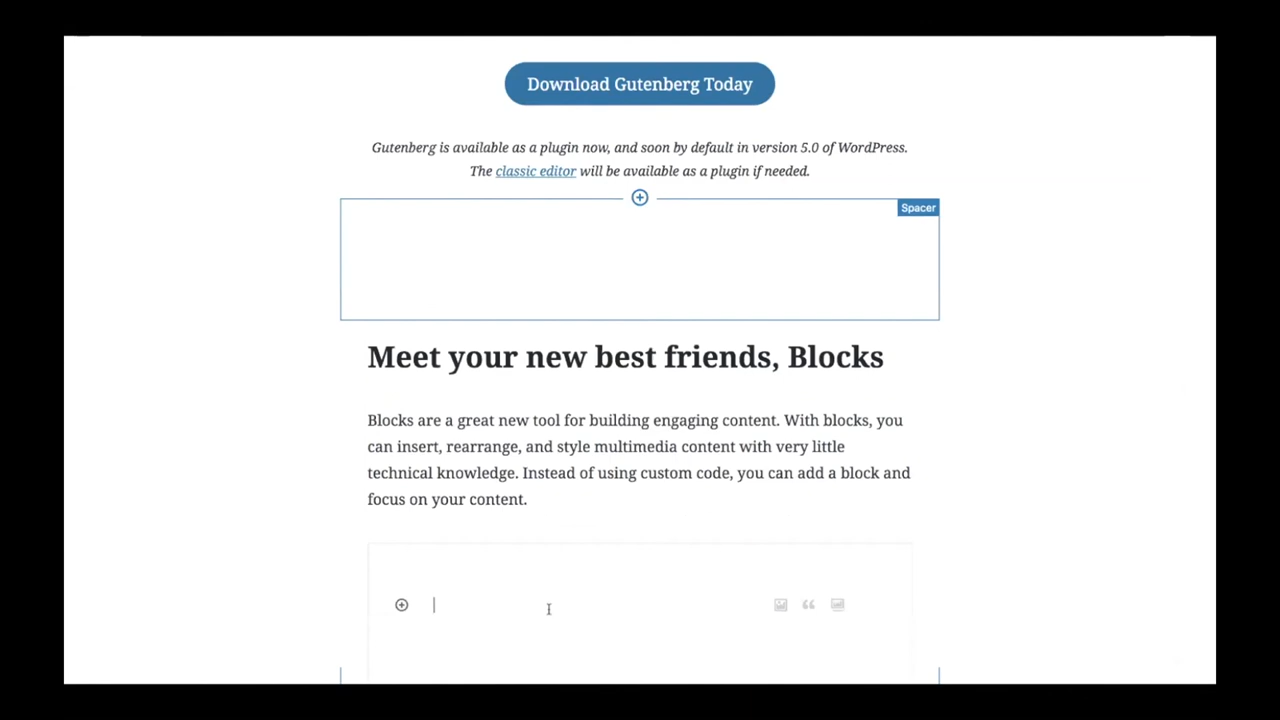 Download Gutenberg Today
Gutenberg is available as a plugin now, and soon by default in version 5.0 of WordPress.
The classic editor will be available as a plugin if needed.
Spacer
Meet your new best friends, Blocks
Blocks are a great new tool for building engaging content. With blocks, you
can insert, rearrange, and style multimedia content with very little
technical knowledge. Instead of using custom code, you can add a block and
focus on your content.